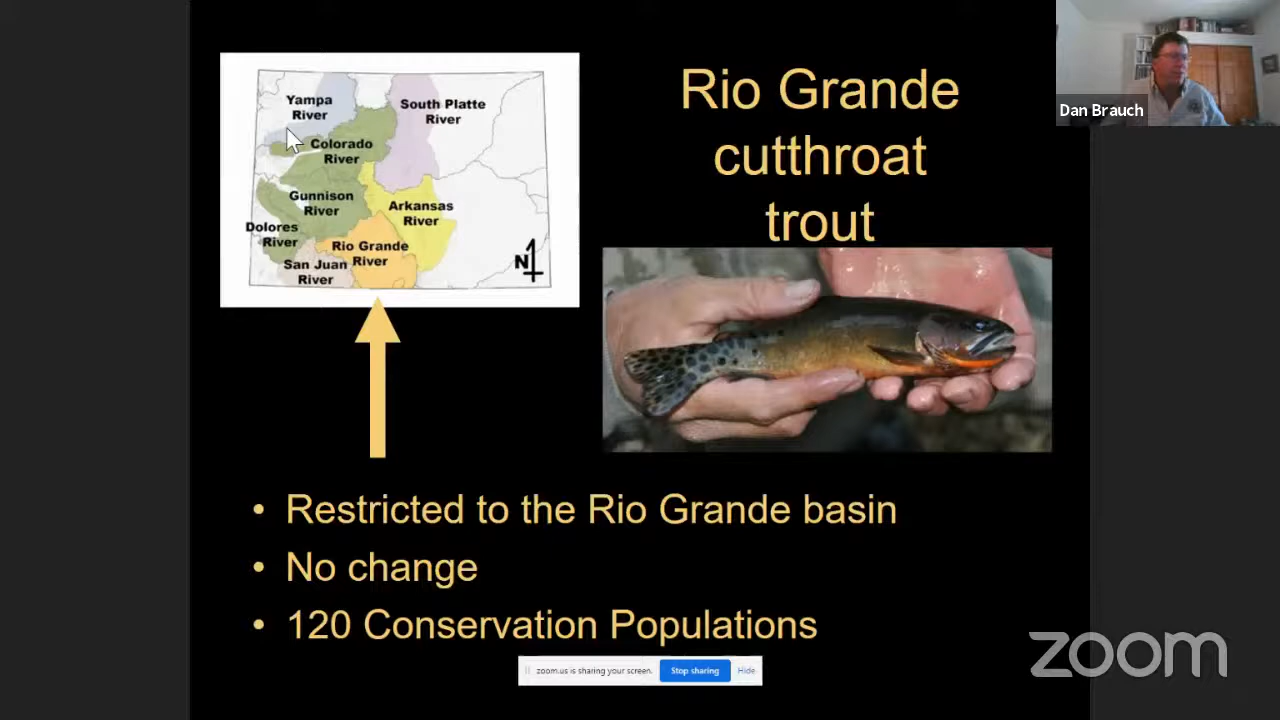 Yampa
River
South Platte
River
Colorado
River
Gunnison
River
Arkansas
River
Dolores
River
Rio Grande
River
San Juan
River
N
Rio Grande
cutthroat
trout
Dan Brauch
• Restricted to the Rio Grande basin
• No change
• 120 Conservation Populations
zoom.us is sharing your screen. Stop sharing Hide
zoom